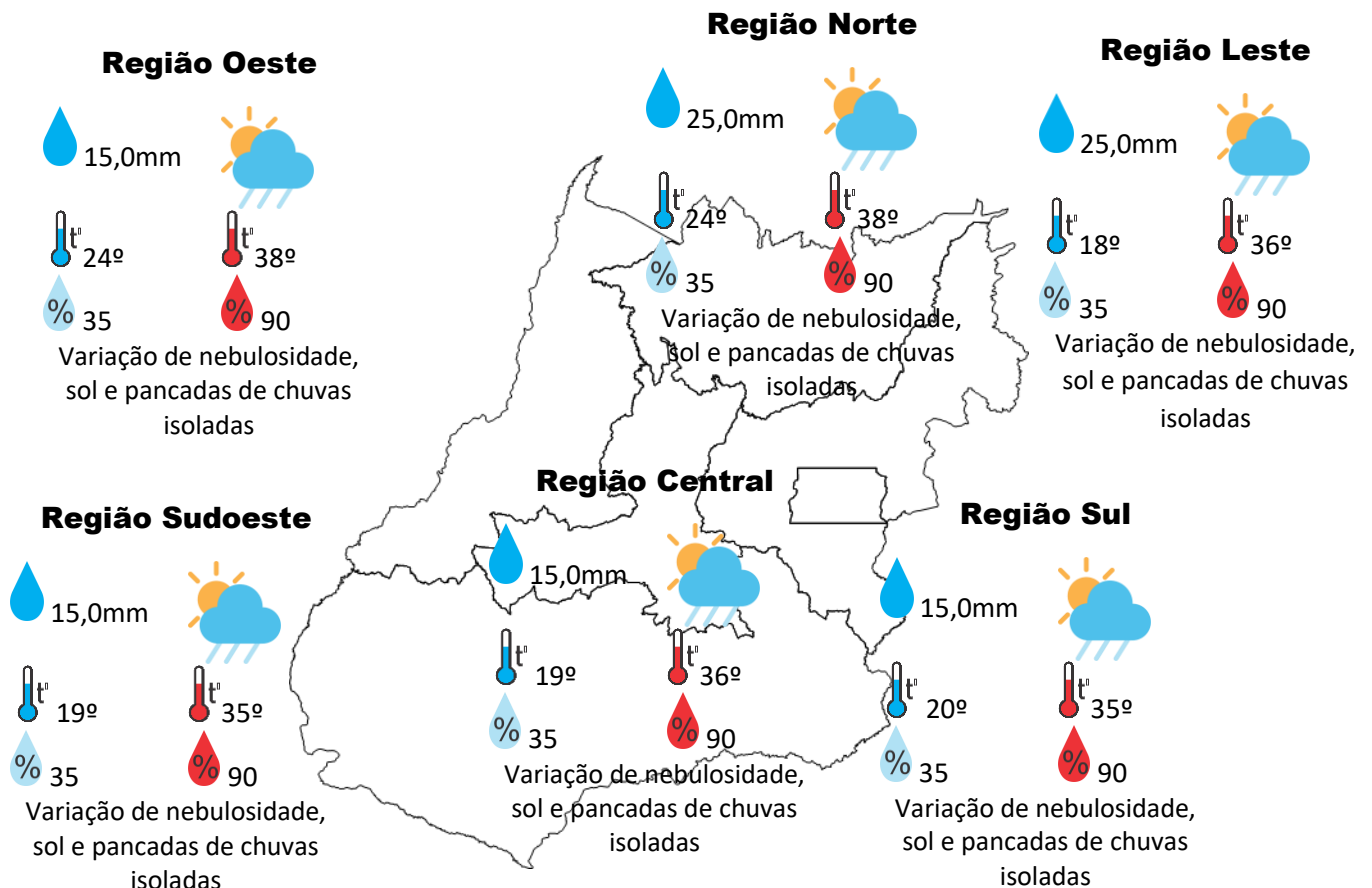 Região Oeste
15,0mm
t°
24º
t°
38º
%
35
%
90
Variação de nebulosidade,
sol e pancadas de chuvas
isoladas
Região Norte
25,0mm
t°
24º
t°
38º
%
35
%
90
Variação de nebulosidade,
sol e pancadas de chuvas
isoladas
Região Leste
25,0mm
t°
18º
t°
36º
%
35
%
90
Variação de nebulosidade,
sol e pancadas de chuvas
isoladas
Região Sudoeste
15,0mm
t°
19º
t°
35º
%
35
%
90
Variação de nebulosidade,
sol e pancadas de chuvas
isoladas
Região Central
15,0mm
t°
19º
t°
36º
%
35
%
90
Variação de nebulosidade,
sol e pancadas de chuvas
isoladas
Região Sul
15,0mm
t°
20º
t°
35º
%
35
%
90
Variação de nebulosidade,
sol e pancadas de chuvas
isoladas